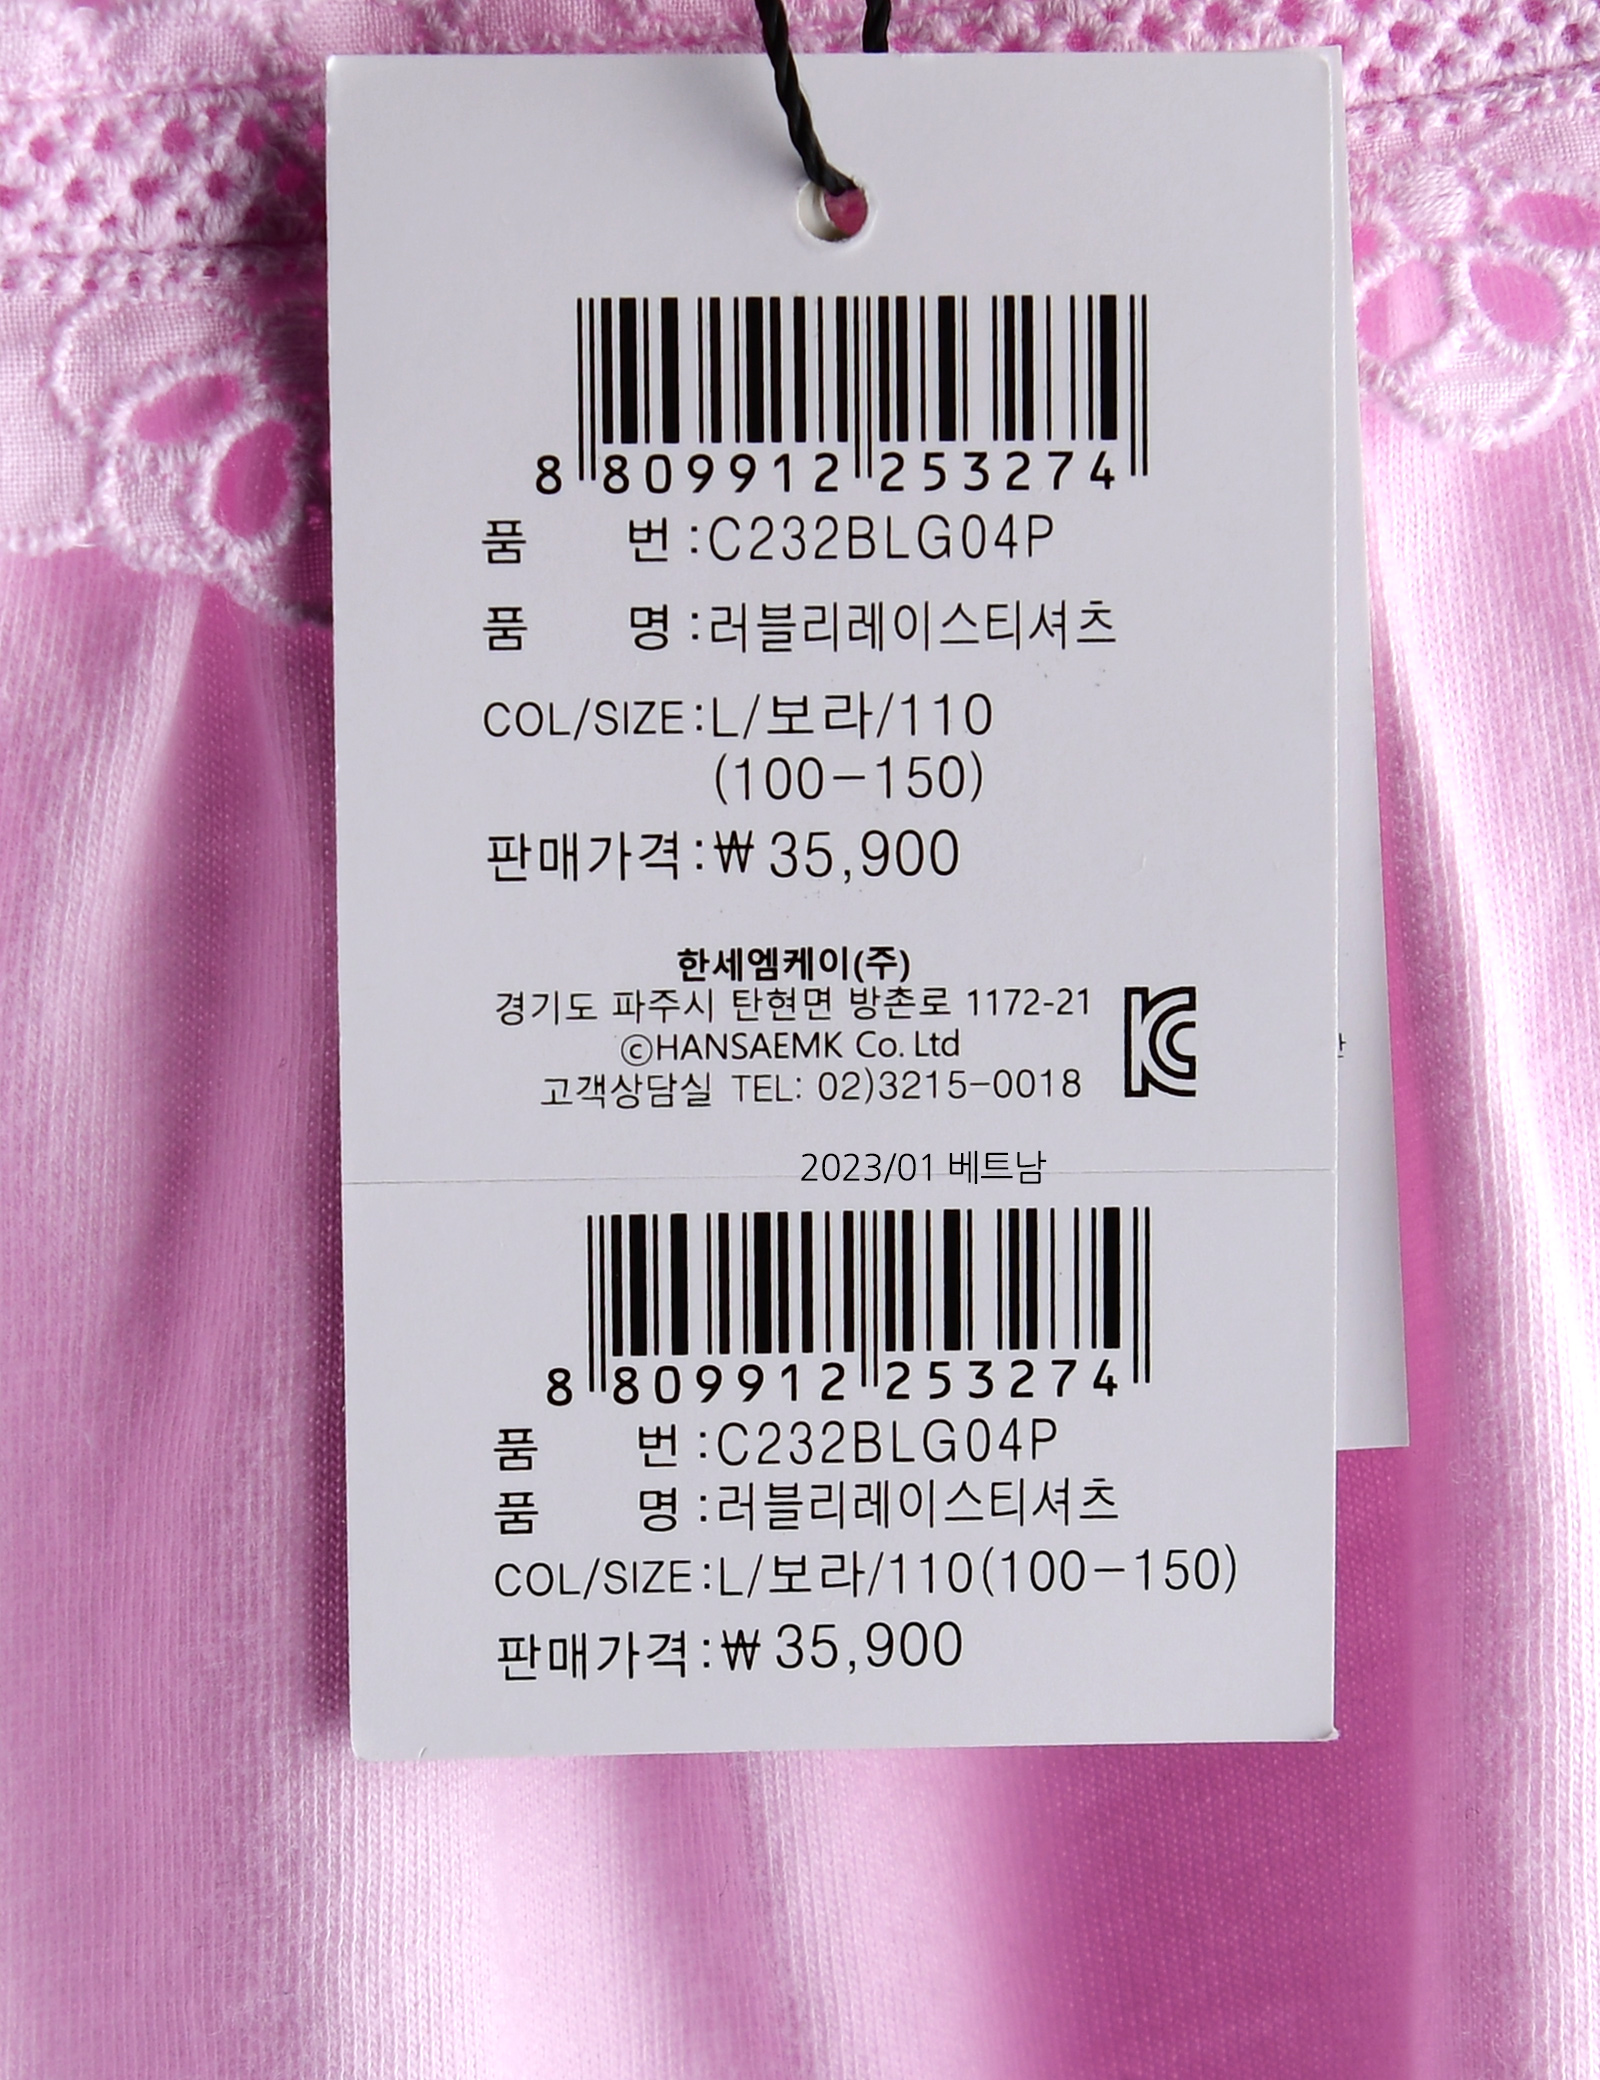 8 809912 253274
품 번 :C232BLG04P
품 명 :러블리레이스티셔츠
COL/SIZE:L/보라/110
(100-150)
판매가격:₩35,900
한세엠케이(주)
경기도 파주시 탄현면 방촌로 1172-21
ⓒHANSAEMK Co. Ltd
고객상담실 TEL: 02)3215-0018
2023/01 베트남
8 809912 253274
품 번 :C232BLG04P
품 명 :러블리레이스티셔츠
COL/SIZE:L/보라/110(100-150)
판매가격:₩35,900